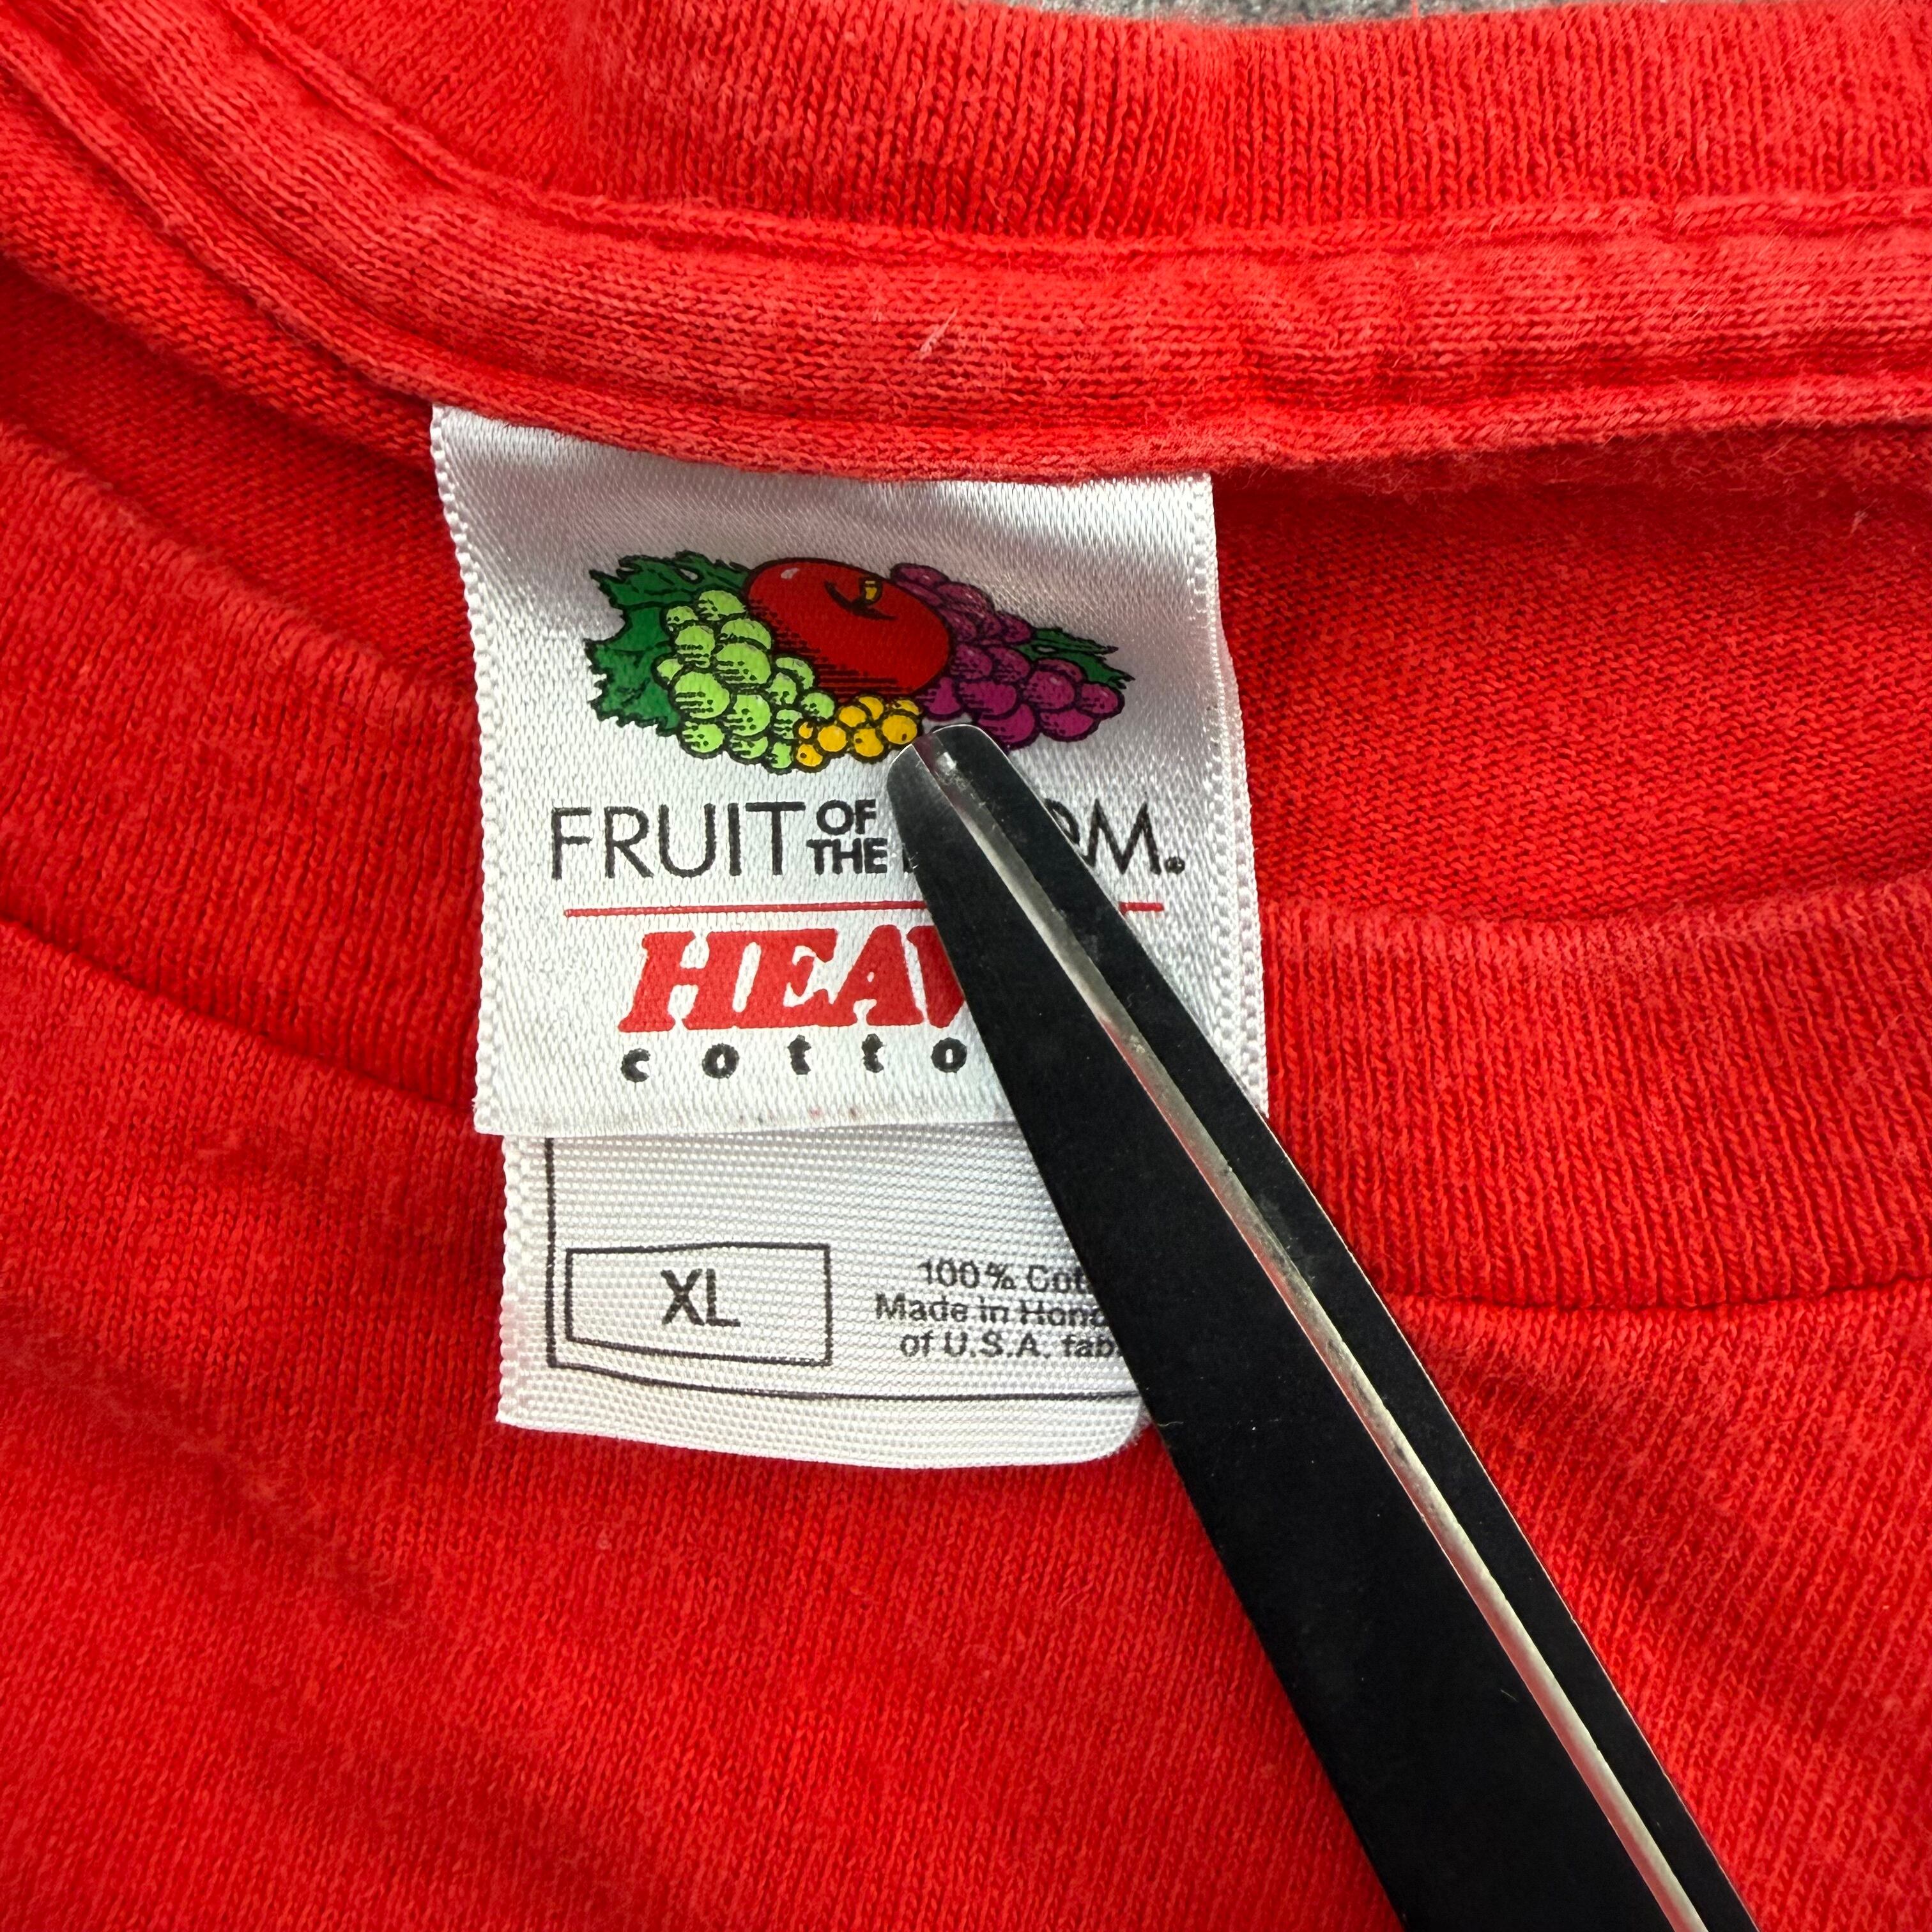 FRUIT OF THE
HEAV
cotto
XL
100% Cot
Made in Hon
of U.S.A. fab